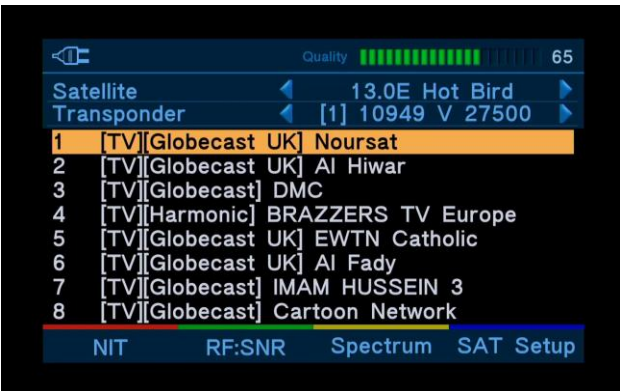 Quality 65
Satellite 13.0E Hot Bird
Transponder [1] 10949 V 27500
1 [TV][Globecast UK] Noursat
2 [TV][Globecast UK] Al Hiwar
3 [TV][Globecast] DMC
4 [TV][Harmonic] BRAZZERS TV Europe
5 [TV][Globecast UK] EWTN Catholic
6 [TV][Globecast UK] Al Fady
7 [TV][Globecast] IMAM HUSSEIN 3
8 [TV][Globecast] Cartoon Network
NIT RF:SNR Spectrum SAT Setup